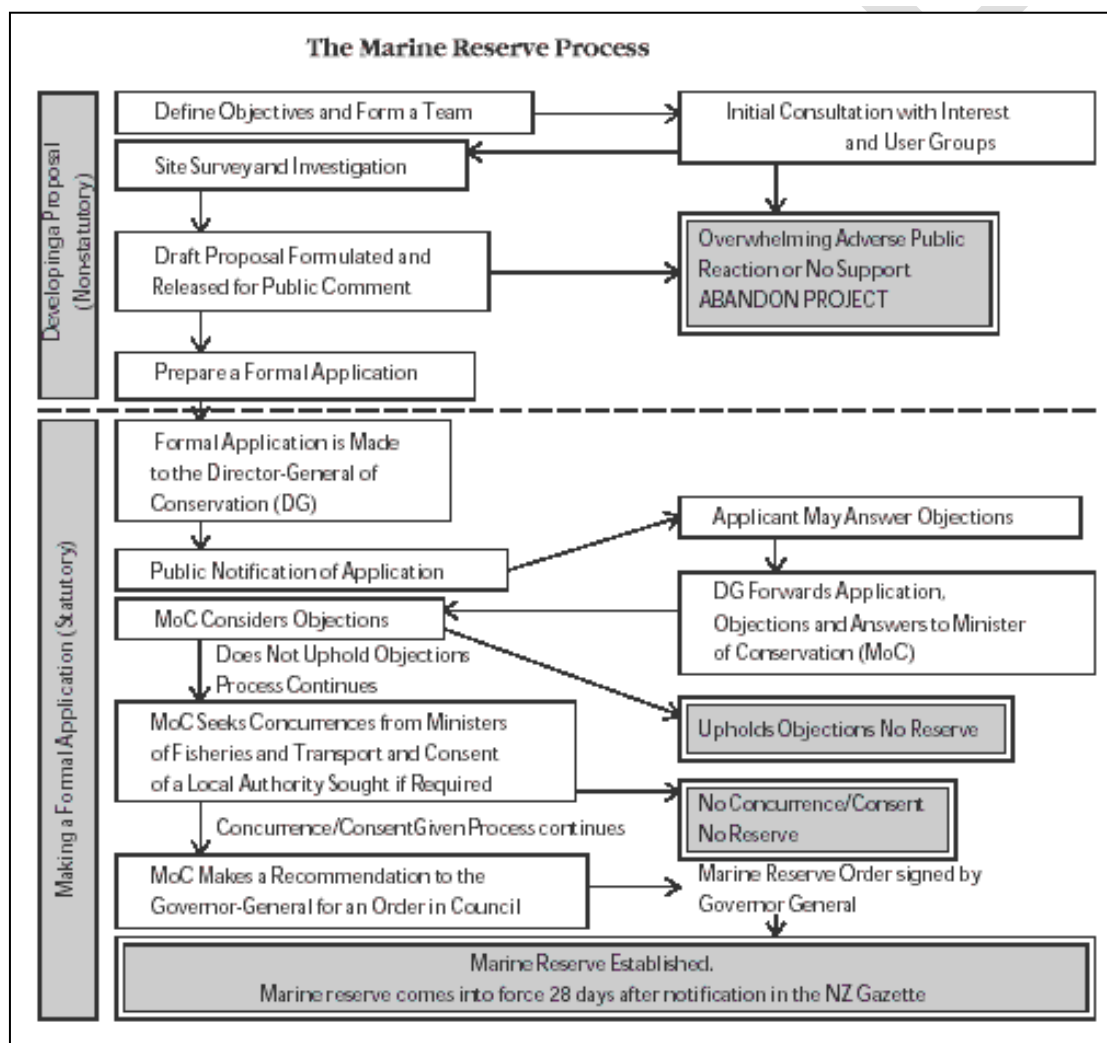 The Marine Reserve Process
Developing a Proposal
(Non-statutory)
Define Objectives and Form a Team
Initial Consultation with Interest
and User Groups
Site Survey and Investigation
Draft Proposal Formulated and
Released for Public Comment
Overwhelming Adverse Public
Reaction or No Support
ABANDON PROJECT
Prepare a Formal Application
Making a Formal Application (Statutory)
Formal Application is Made
to the Director-General of
Conservation (DG)
Public Notification of Application
Applicant May Answer Objections
DG Forwards Application,
Objections and Answers to Minister
of Conservation (MoC)
MoC Considers Objections
Does Not Uphold Objections
Process Continues
Upholds Objections No Reserve
MoC Seeks Concurrences from Ministers
of Fisheries and Transport and Consent
of a Local Authority Sought if Required
No Concurrence/Consent
No Reserve
Concurrence/Consent Given Process continues
MoC Makes a Recommendation to the
Governor-General for an Order in Council
Marine Reserve Order signed by
Governor General
Marine Reserve Established.
Marine reserve comes into force 28 days after notification in the NZ Gazette